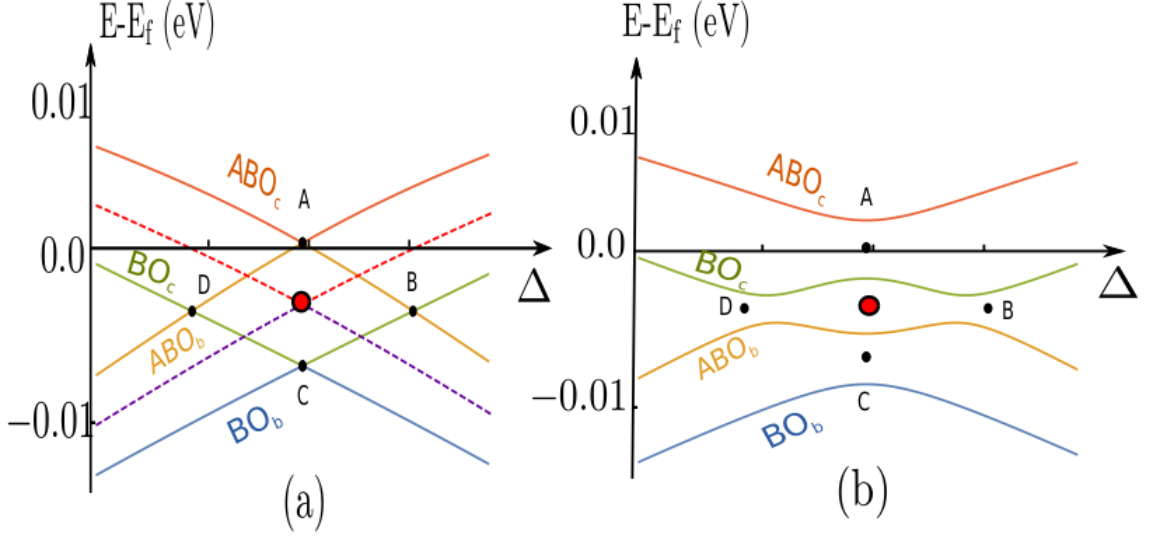 E-E_f (eV)
0.01
ABO_c
A
0.0
BO_c
D
B
Δ
ABO_b
C
-0.01
BO_b
(a)
E-E_f (eV)
0.01
ABO_c
A
0.0
BO_c
Δ
D
B
ABO_b
-0.01
C
BO_b
(b)